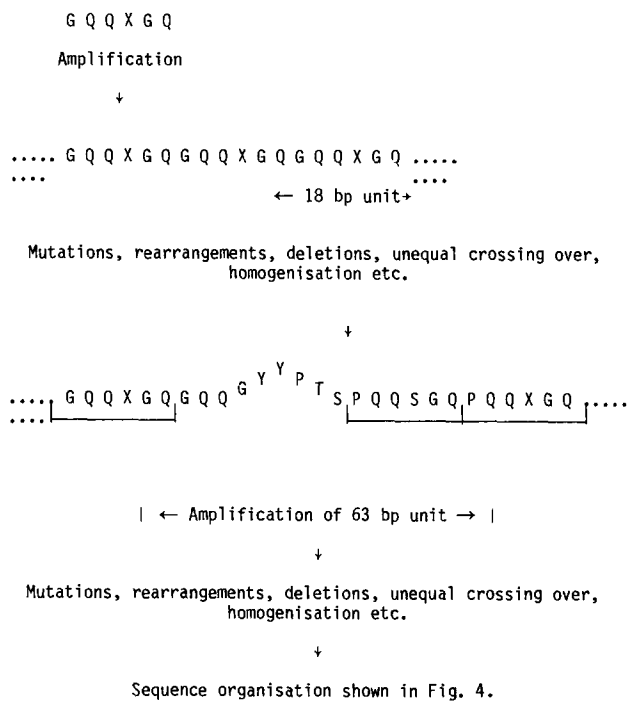 G Q Q X G Q
Amplification
↓
..... G Q Q X G Q G Q Q X G Q G Q Q X G Q .....
.... ....
← 18 bp unit→
Mutations, rearrangements, deletions, unequal crossing over,
homogenisation etc.
↓
..... G Q Q X G Q G Q Q G Y Y P T S P Q Q S G Q P Q Q X G Q .....
....
| ← Amplification of 63 bp unit → |
↓
Mutations, rearrangements, deletions, unequal crossing over,
homogenisation etc.
↓
Sequence organisation shown in Fig. 4.